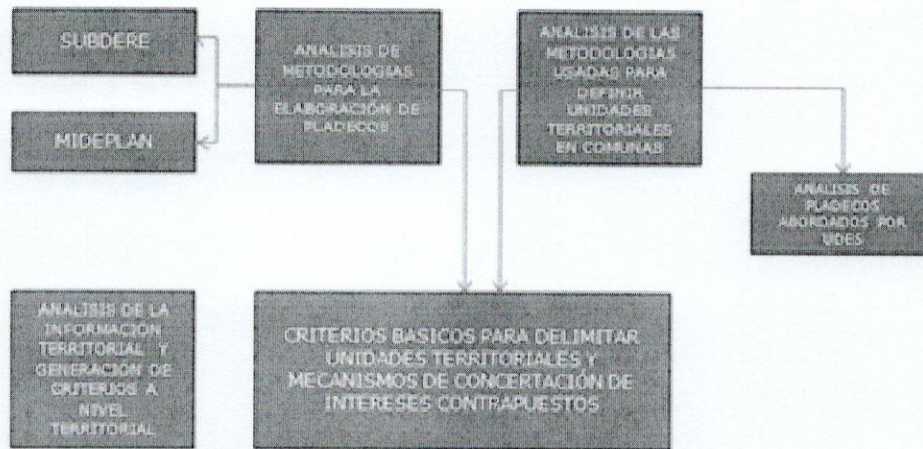 SUBDERE
MIDEPLAN
ANALISIS DE
METODOLOGIAS
PARA LA
ELABORACIÓN DE
PLADECOS
ANALISIS DE LAS
METODOLOGIAS
USADAS PARA
DEFINIR
UNIDADES
TERRITORIALES
EN COMUNAS
ANALISIS DE
PLADECOS
ABORDADOS POR
UDES
ANALISIS DE LA
INFORMACION
TERRITORIAL Y
GENERACIÓN DE
CRITERIOS A
NIVEL
TERRITORIAL
CRITERIOS BASICOS PARA DELIMITAR
UNIDADES TERRITORIALES Y
MECANISMOS DE CONCERTACIÓN DE
INTERESES CONTRAPUESTOS